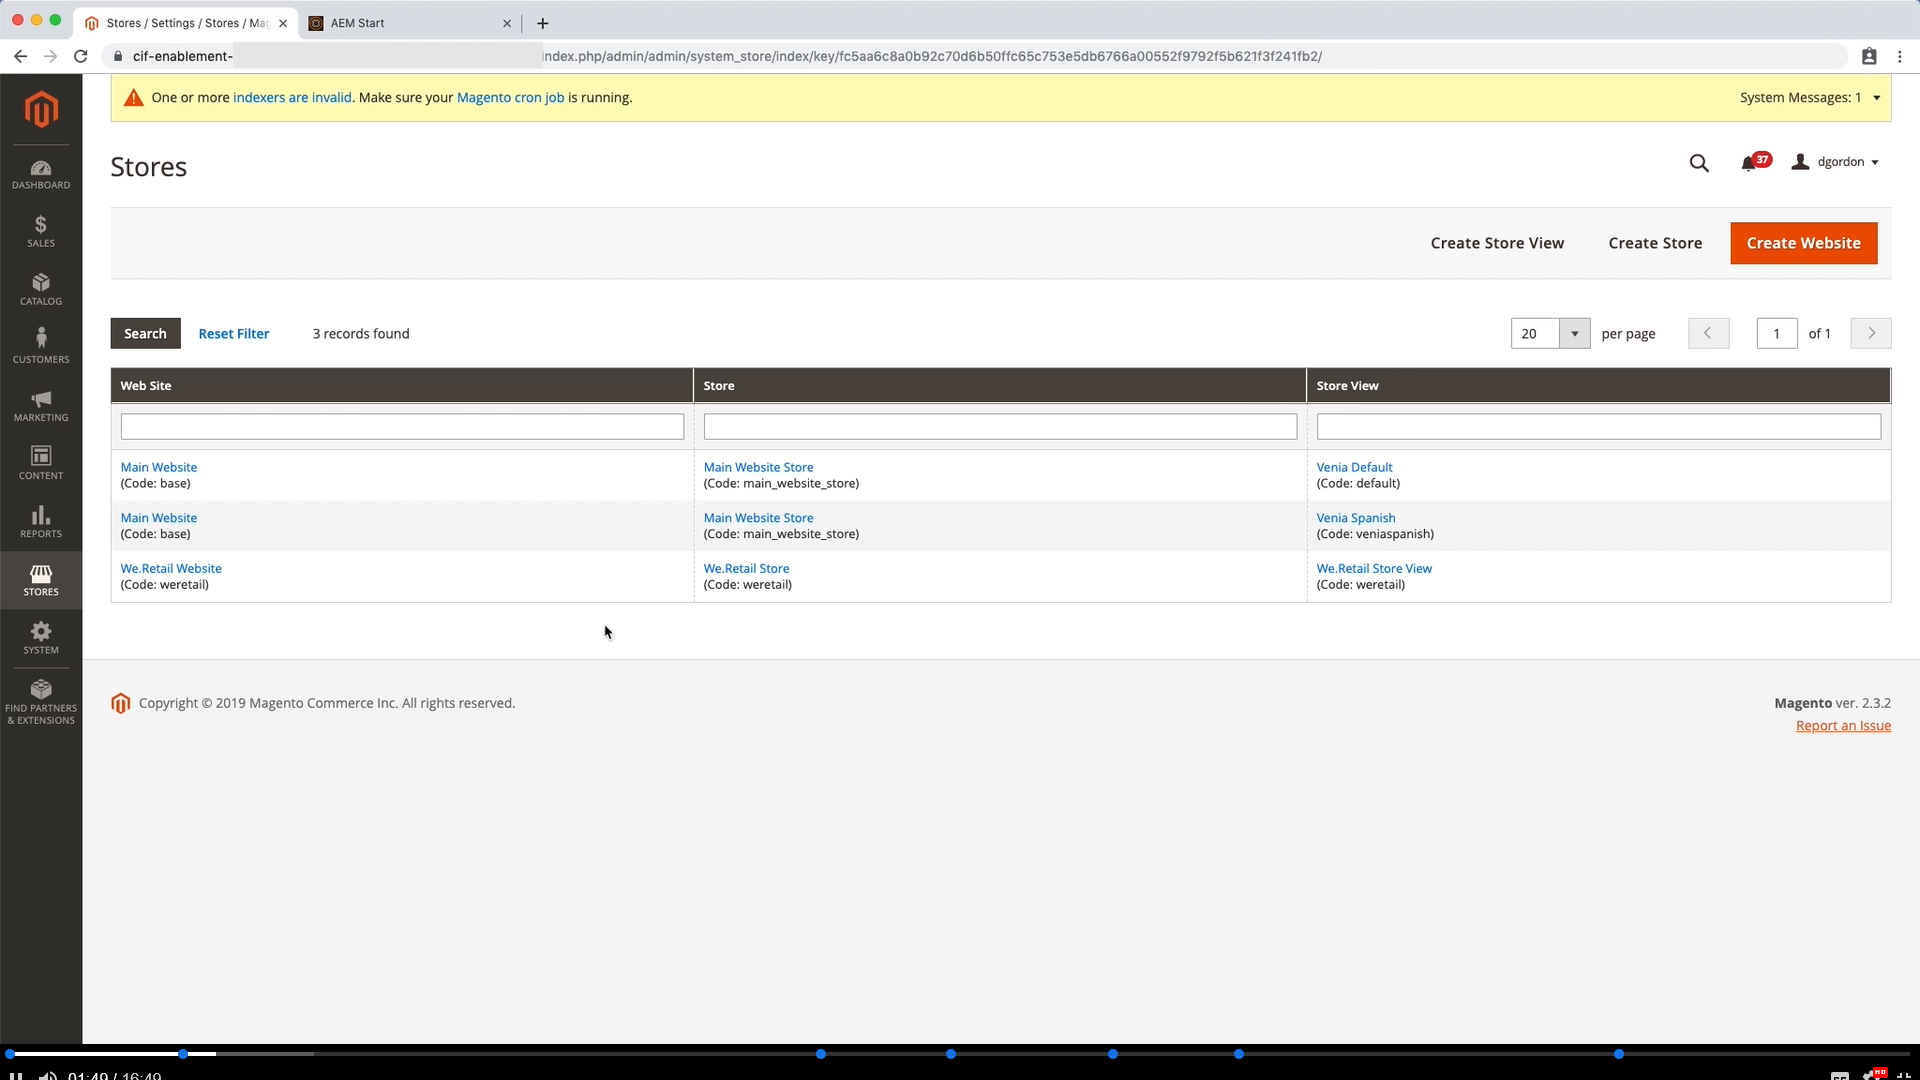 Stores / Settings / Stores / Mag
AEM Start
cif-enablement-
index.php/admin/admin/system_store/index/key/fc5aa6c8a0b92c70d6b50ffc65c753e5db6766a00552f9792f5b621f3f241fb2/
One or more indexers are invalid. Make sure your Magento cron job is running.
System Messages: 1
Stores
37
dgordon
DASHBOARD
SALES
CATALOG
CUSTOMERS
MARKETING
CONTENT
REPORTS
STORES
SYSTEM
FIND PARTNERS
& EXTENSIONS
Create Store View
Create Store
Create Website
Search
Reset Filter
3 records found
20
per page
1
of 1
Web Site
Store
Store View
Main Website
(Code: base)
Main Website Store
(Code: main_website_store)
Venia Default
(Code: default)
Main Website
(Code: base)
Main Website Store
(Code: main_website_store)
Venia Spanish
(Code: veniaspanish)
We.Retail Website
(Code: weretail)
We.Retail Store
(Code: weretail)
We.Retail Store View
(Code: weretail)
Copyright © 2019 Magento Commerce Inc. All rights reserved.
Magento ver. 2.3.2
Report an Issue
01:49 / 16:49
HD